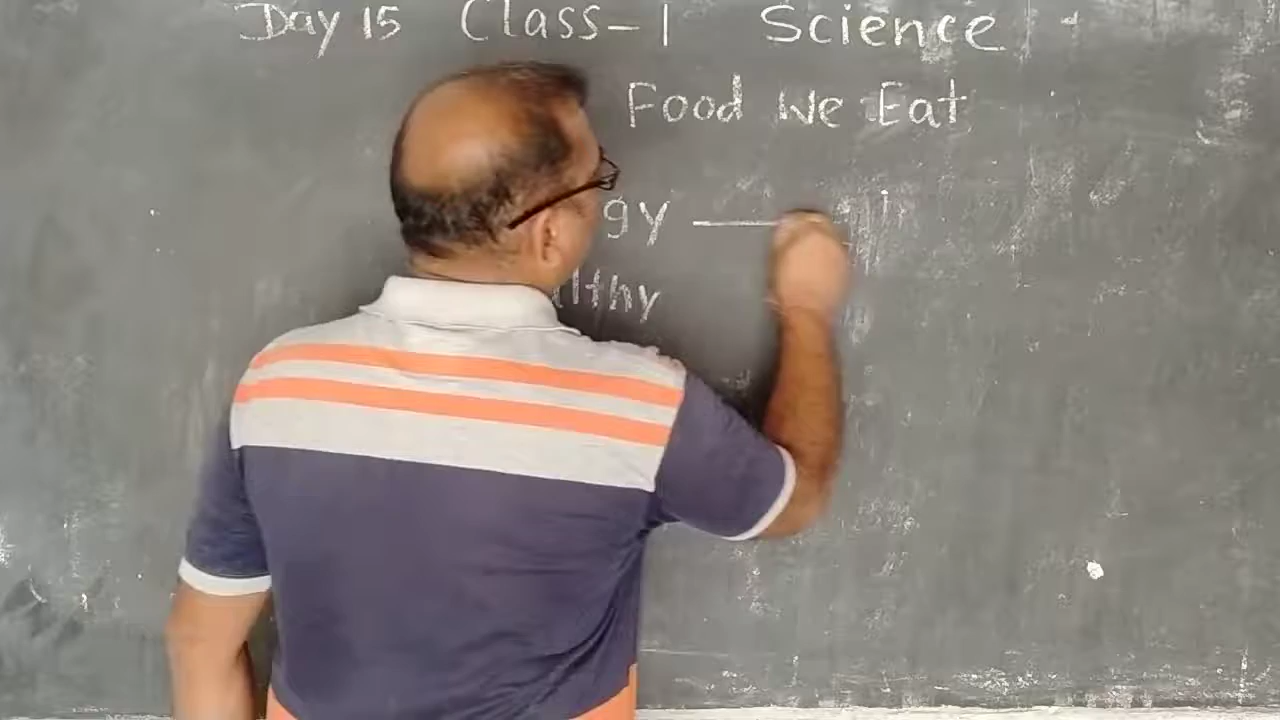 Day 15 Class-1 Science
Food We Eat
gy —
lthy